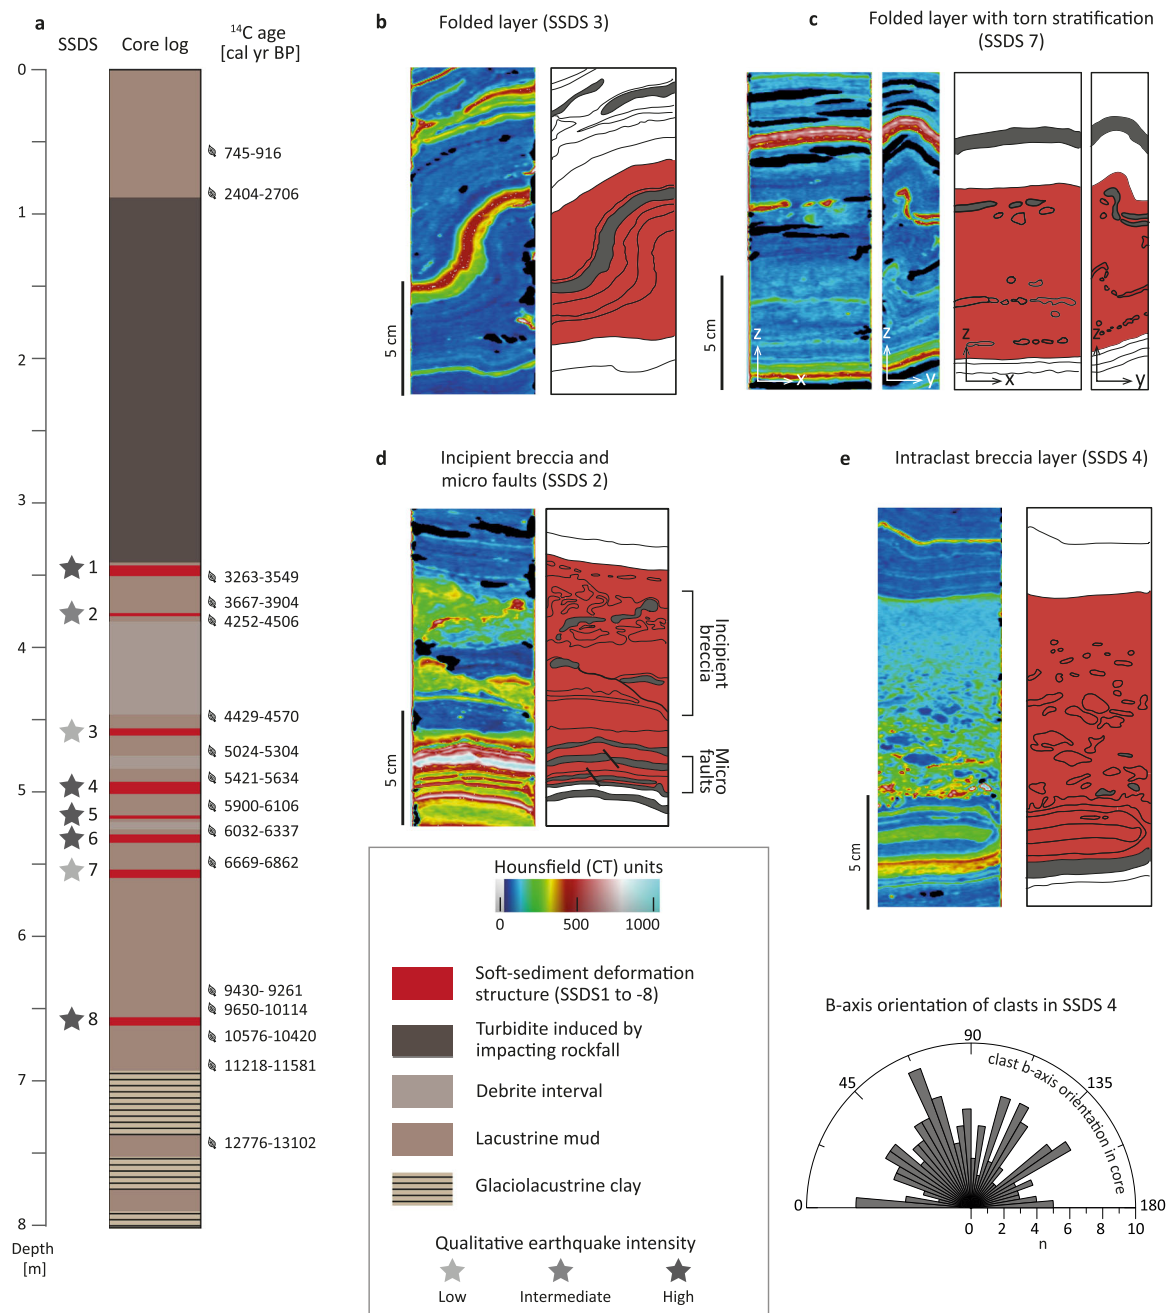 a
SSDS
Core log
14C age
[cal yr BP]
0
1
2
3
4
5
6
7
8
Depth
[m]
1
2
3
4
5
6
7
8
745-916
2404-2706
3263-3549
3667-3904
4252-4506
4429-4570
5024-5304
5421-5634
5900-6106
6032-6337
6669-6862
9430- 9261
9650-10114
10576-10420
11218-11581
12776-13102
b
Folded layer (SSDS 3)
5 cm
c
Folded layer with torn stratification
(SSDS 7)
5 cm
z
x
z
y
z
x
z
y
d
Incipient breccia and
micro faults (SSDS 2)
5 cm
Incipient
breccia
Micro
faults
e
Intraclast breccia layer (SSDS 4)
5 cm
Hounsfield (CT) units
0
500
1000
Soft-sediment deformation
structure (SSDS1 to -8)
Turbidite induced by
impacting rockfall
Debrite interval
Lacustrine mud
Glaciolacustrine clay
Qualitative earthquake intensity
Low
Intermediate
High
B-axis orientation of clasts in SSDS 4
90
45
135
clast b-axis orientation in core
0
180
0 2 4 6 8 10
n